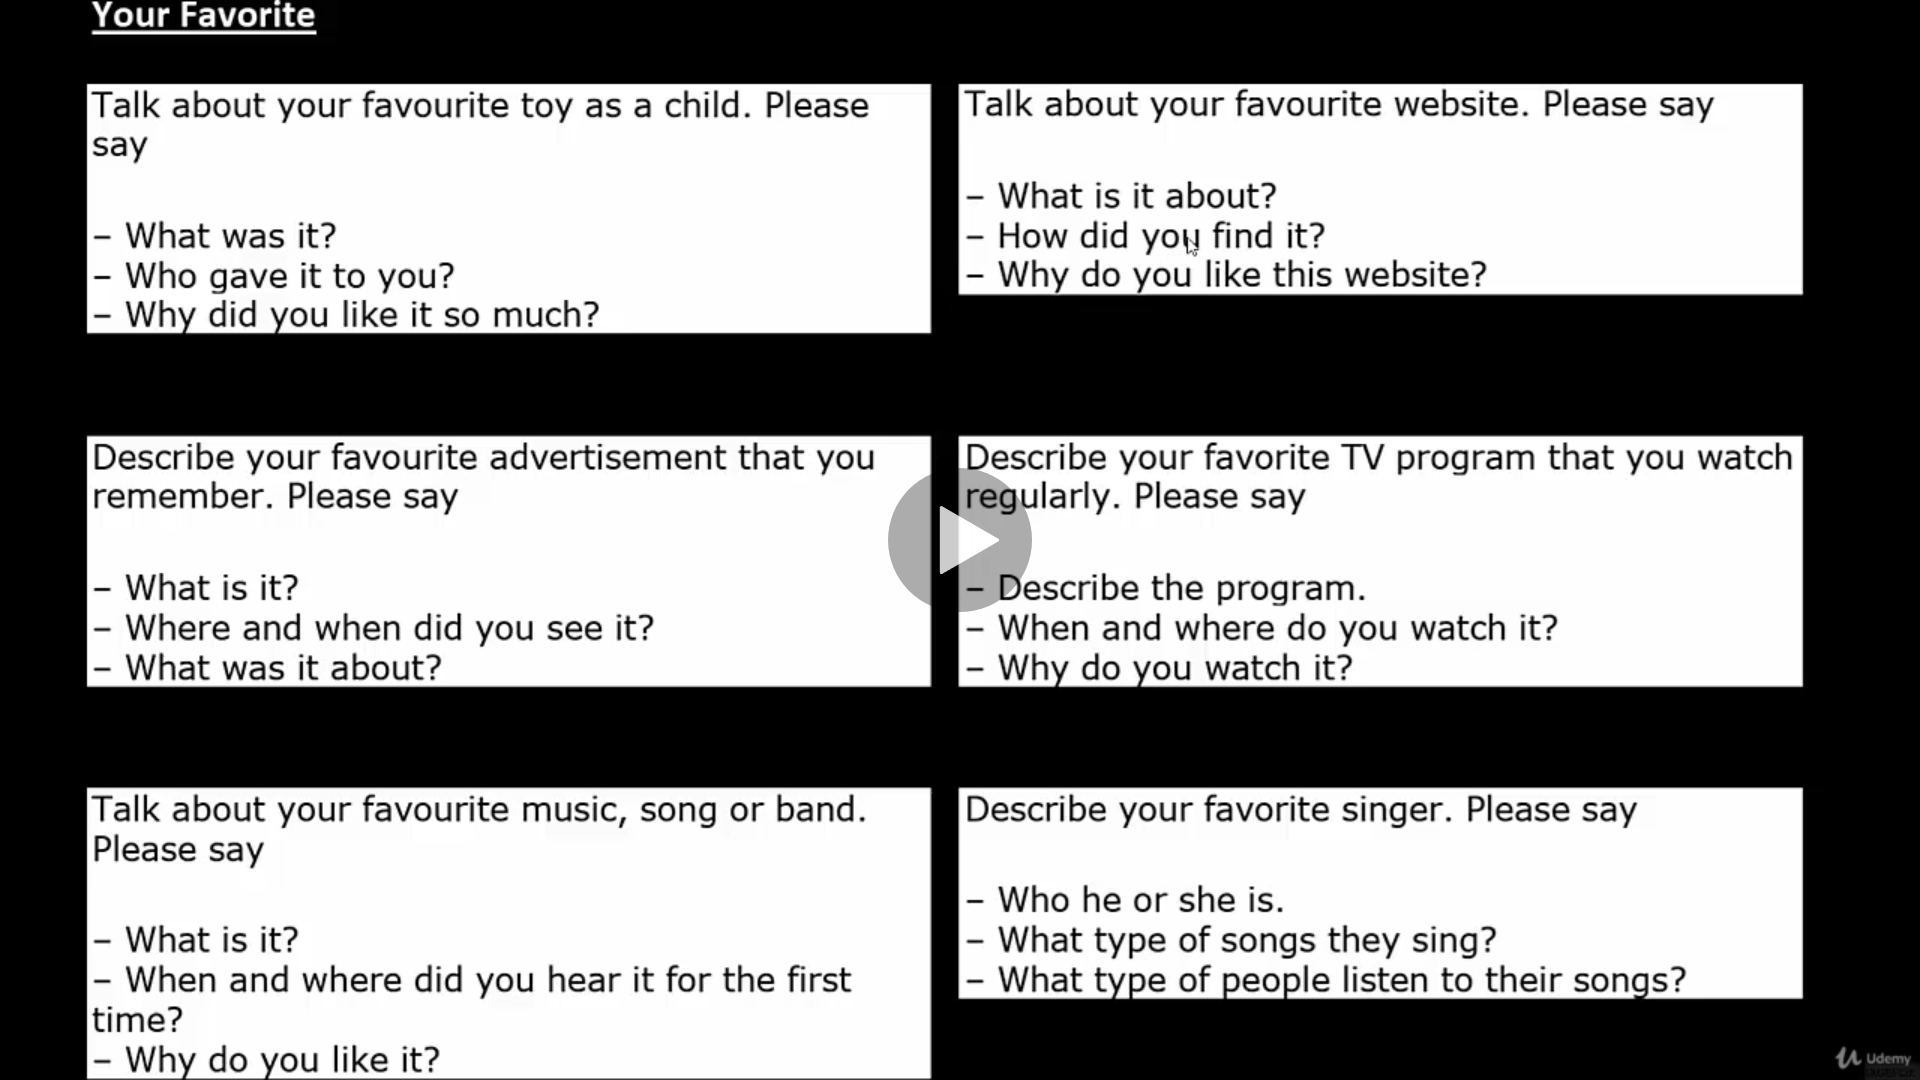 Your Favorite
Talk about your favourite toy as a child. Please
say
– What was it?
– Who gave it to you?
– Why did you like it so much?
Talk about your favourite website. Please say
– What is it about?
– How did you find it?
– Why do you like this website?
Describe your favourite advertisement that you
remember. Please say
– What is it?
– Where and when did you see it?
– What was it about?
Describe your favorite TV program that you watch
regularly. Please say
– Describe the program.
– When and where do you watch it?
– Why do you watch it?
Talk about your favourite music, song or band.
Please say
– What is it?
– When and where did you hear it for the first
time?
– Why do you like it?
Describe your favorite singer. Please say
– Who he or she is.
– What type of songs they sing?
– What type of people listen to their songs?
Udemy